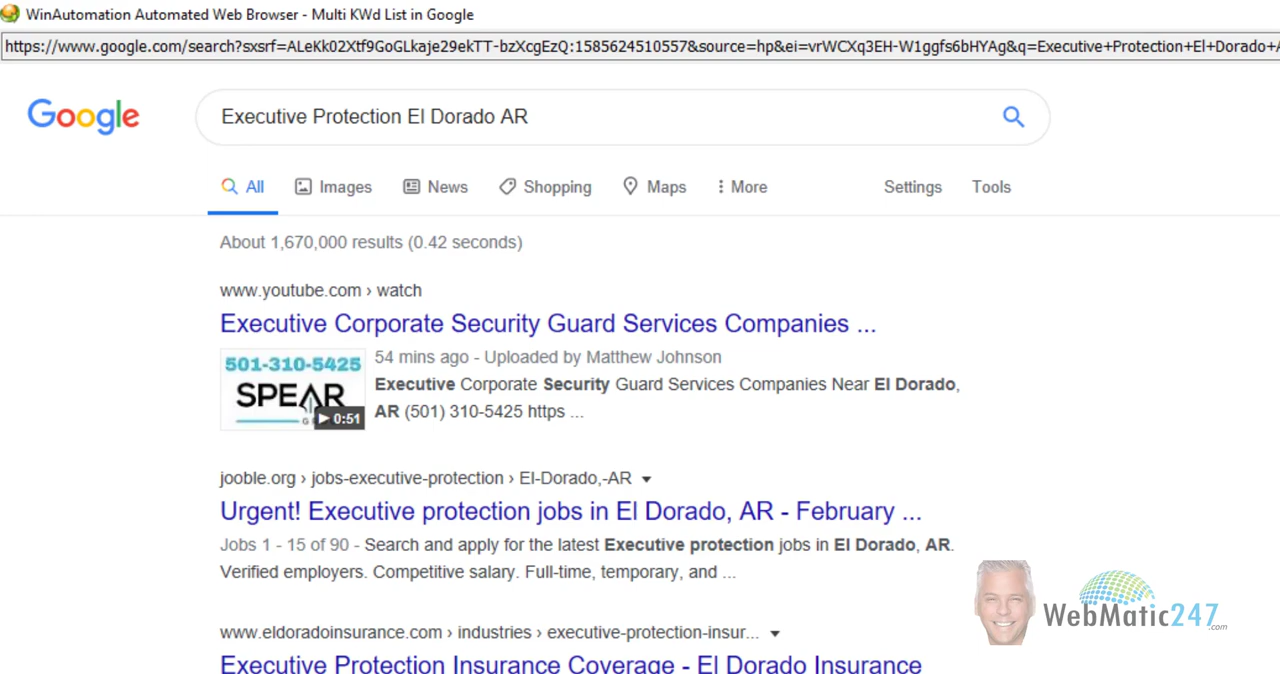 WinAutomation Automated Web Browser - Multi KWd List in Google
https://www.google.com/search?sxsrf=ALeKk02Xtf9GoGLkaje29ekTT-bzXcgEzQ:1585624510557&source=hp&ei=vrWCXq3EH-W1ggfs6bHYAg&q=Executive+Protection+El+Dorado+A
Google
Executive Protection El Dorado AR
All Images News Shopping Maps More Settings Tools
About 1,670,000 results (0.42 seconds)
www.youtube.com › watch
Executive Corporate Security Guard Services Companies ...
501-310-5425
SPEAR
0:51
54 mins ago - Uploaded by Matthew Johnson
Executive Corporate Security Guard Services Companies Near El Dorado,
AR (501) 310-5425 https ...
jooble.org › jobs-executive-protection › El-Dorado,-AR
Urgent! Executive protection jobs in El Dorado, AR - February ...
Jobs 1 - 15 of 90 - Search and apply for the latest Executive protection jobs in El Dorado, AR.
Verified employers. Competitive salary. Full-time, temporary, and ...
www.eldoradoinsurance.com › industries › executive-protection-insur...
Executive Protection Insurance Coverage - El Dorado Insurance
WebMatic247.com